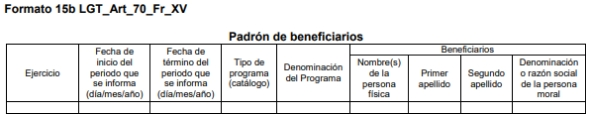 Formato 15b LGT_Art_70_Fr_XV
Padrón de beneficiarios
Ejercicio
Fecha de
inicio del
periodo que
se informa
(día/mes/año)
Fecha de
término del
periodo que
se informa
(día/mes/año)
Tipo de
programa
(catálogo)
Denominación
del Programa
Beneficiarios
Nombre(s)
de la
persona
física
Primer
apellido
Segundo
apellido
Denominación
o razón social
de la persona
moral